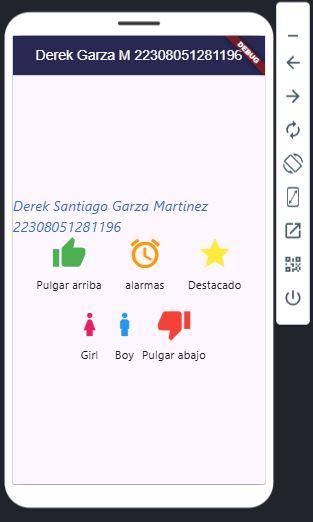 Derek Garza M 22308051281196
DEBUG
Derek Santiago Garza Martinez
22308051281196
Pulgar arriba alarmas Destacado
Girl Boy Pulgar abajo